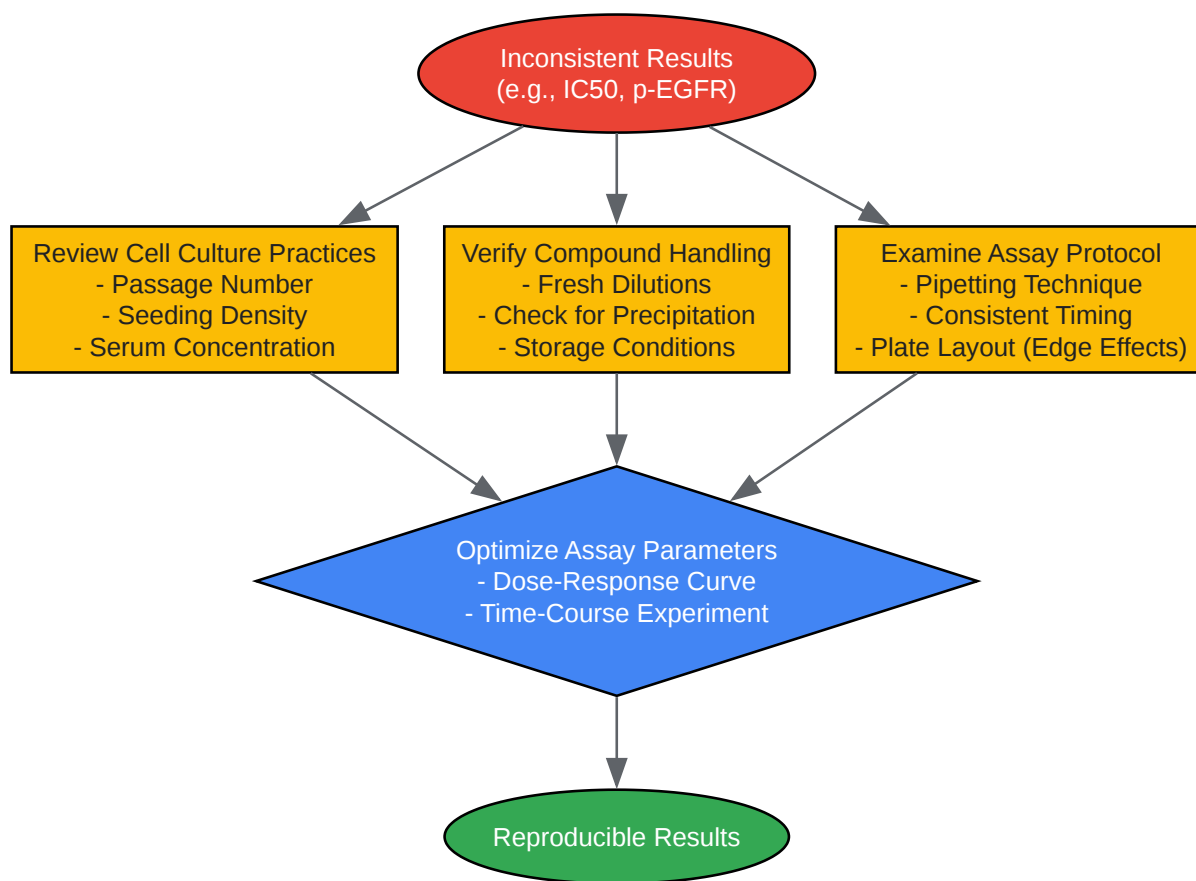 Inconsistent Results
(e.g., IC50, p-EGFR)
Review Cell Culture Practices
- Passage Number
- Seeding Density
- Serum Concentration
Verify Compound Handling
- Fresh Dilutions
- Check for Precipitation
- Storage Conditions
Examine Assay Protocol
- Pipetting Technique
- Consistent Timing
- Plate Layout (Edge Effects)
Optimize Assay Parameters
- Dose-Response Curve
- Time-Course Experiment
Reproducible Results